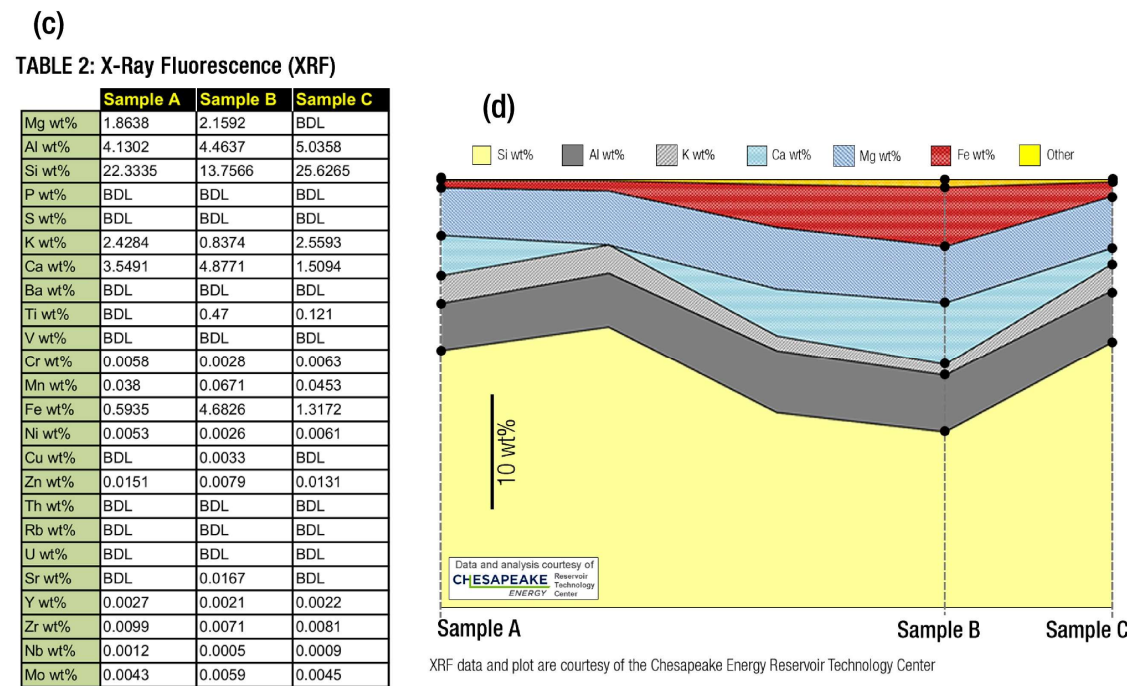 (c)
TABLE 2: X-Ray Fluorescence (XRF)
Sample A Sample B Sample C
Mg wt% 1.8638 2.1592 BDL
Al wt% 4.1302 4.4637 5.0358
Si wt% 22.3335 13.7566 25.6265
P wt% BDL BDL BDL
S wt% BDL BDL BDL
K wt% 2.4284 0.8374 2.5593
Ca wt% 3.5491 4.8771 1.5094
Ba wt% BDL BDL BDL
Ti wt% BDL 0.47 0.121
V wt% BDL BDL BDL
Cr wt% 0.0058 0.0028 0.0063
Mn wt% 0.038 0.0671 0.0453
Fe wt% 0.5935 4.6826 1.3172
Ni wt% 0.0053 0.0026 0.0061
Cu wt% BDL 0.0033 BDL
Zn wt% 0.0151 0.0079 0.0131
Th wt% BDL BDL BDL
Rb wt% BDL BDL BDL
U wt% BDL BDL BDL
Sr wt% BDL 0.0167 BDL
Y wt% 0.0027 0.0021 0.0022
Zr wt% 0.0099 0.0071 0.0081
Nb wt% 0.0012 0.0005 0.0009
Mo wt% 0.0043 0.0059 0.0045
(d)
Si wt% Al wt% K wt% Ca wt% Mg wt% Fe wt% Other
10 wt%
Data and analysis courtesy of
CHESAPEAKE
ENERGY
Reservoir
Technology
Center
Sample A Sample B Sample C
XRF data and plot are courtesy of the Chesapeake Energy Reservoir Technology Center